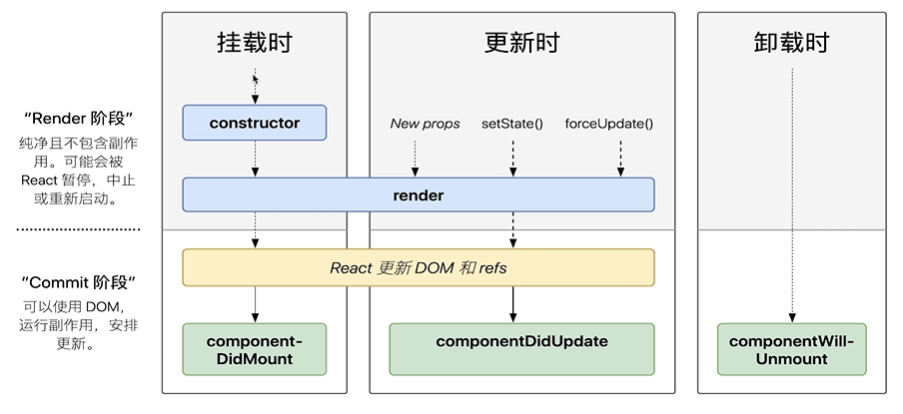 挂载时
更新时
卸载时
“Render 阶段”
纯净且不包含副作
用。可能会被
React 暂停，中止
或重新启动。
constructor
New props
setState()
forceUpdate()
render
“Commit 阶段”
可以使用 DOM，
运行副作用，安排
更新。
React 更新 DOM 和 refs
component-
DidMount
componentDidUpdate
componentWill-
Unmount